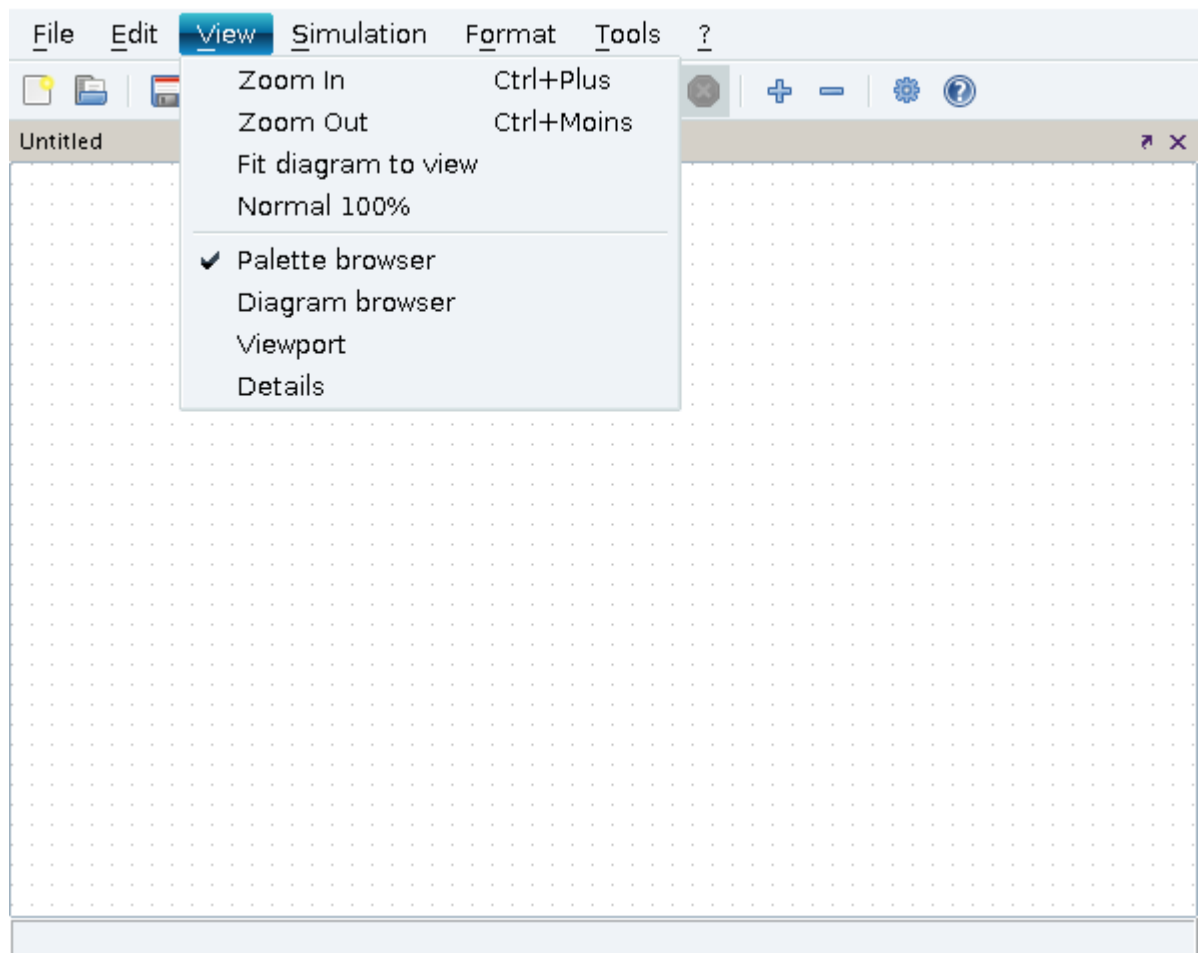 File Edit View Simulation Format Tools ?
Zoom In Ctrl+Plus
Zoom Out Ctrl+Moins
Untitled
Fit diagram to view
Normal 100%
Palette browser
Diagram browser
Viewport
Details